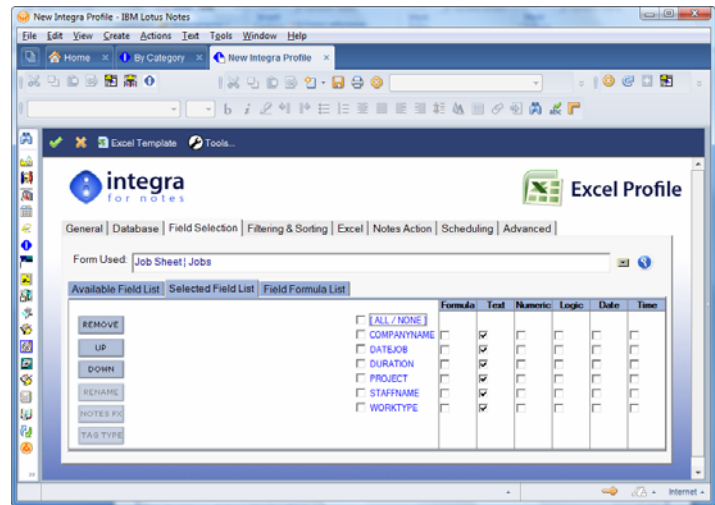 New Integra Profile - IBM Lotus Notes
File Edit View Create Actions Text Tools Window Help
Home × By Category × New Integra Profile ×
b i
Excel Template Tools...
integra
for notes
Excel Profile
General | Database | Field Selection | Filtering & Sorting | Excel | Notes Action | Scheduling | Advanced |
Form Used: Job Sheet¦ Jobs
Available Field List Selected Field List Field Formula List
Formula Text Numeric Logic Date Time
REMOVE
UP
DOWN
RENAME
NOTES FX
TAG TYPE
[ ALL / NONE ]
COMPANYNAME
DATEJOB
DURATION
PROJECT
STAFFNAME
WORKTYPE
Internet